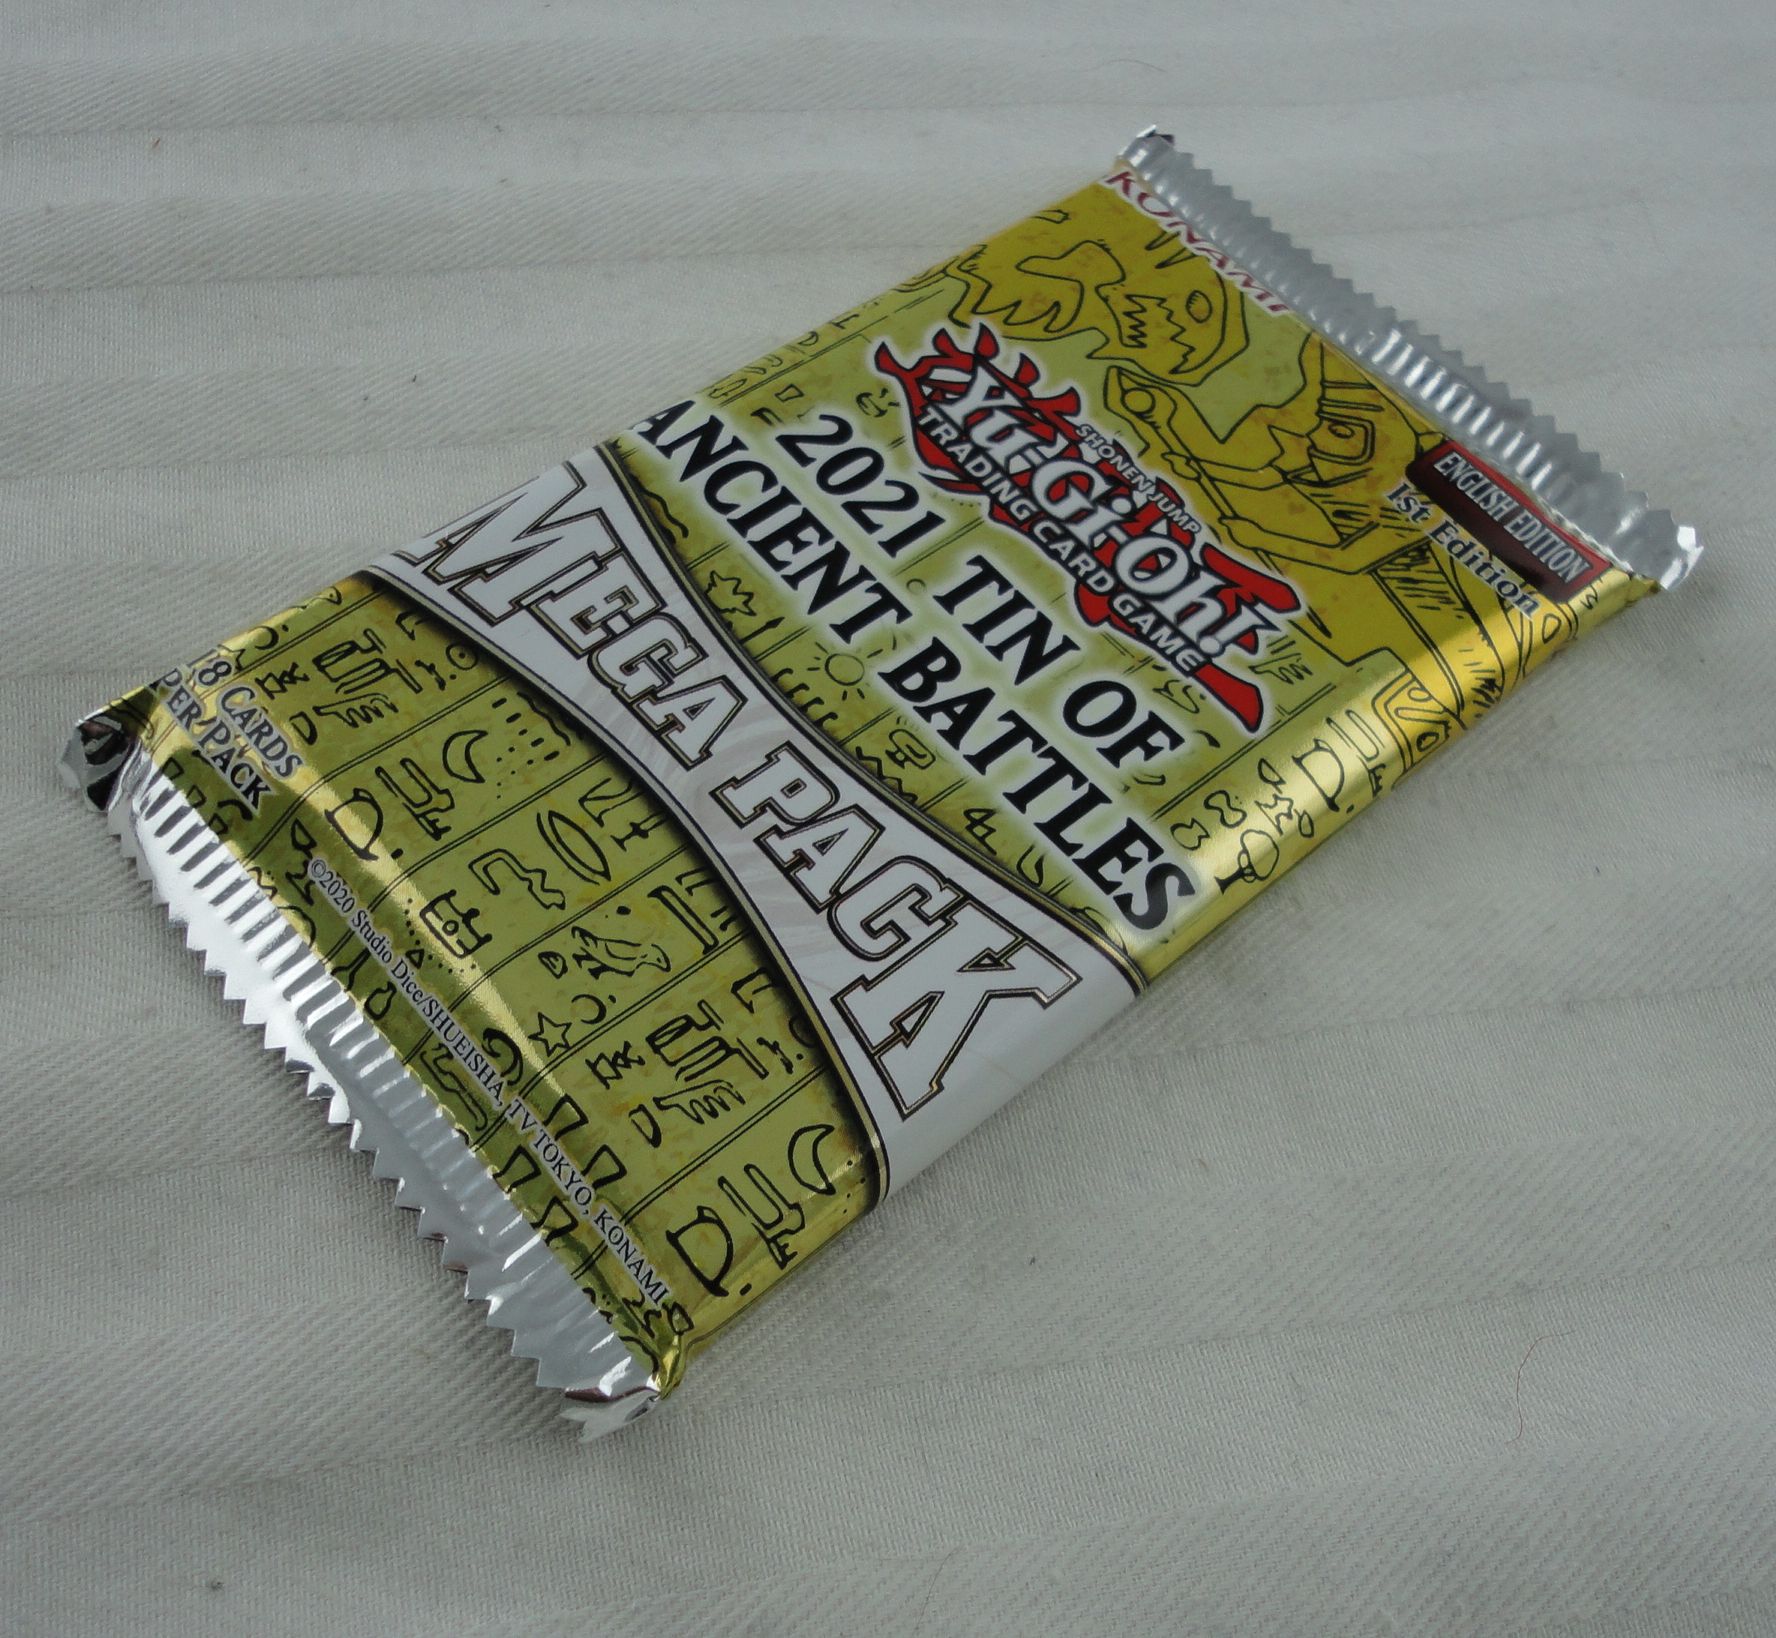 KONAMI
ENGLISH EDITION
1st Edition
SHONEN JUMP
Yu-Gi-Oh!
TRADING CARD GAME
2021 TIN OF
ANCIENT BATTLES
MEGA PACK
18 CARDS
PER PACK
©2020 Studio Dice/SHUEISHA, TV TOKYO, KONAMI